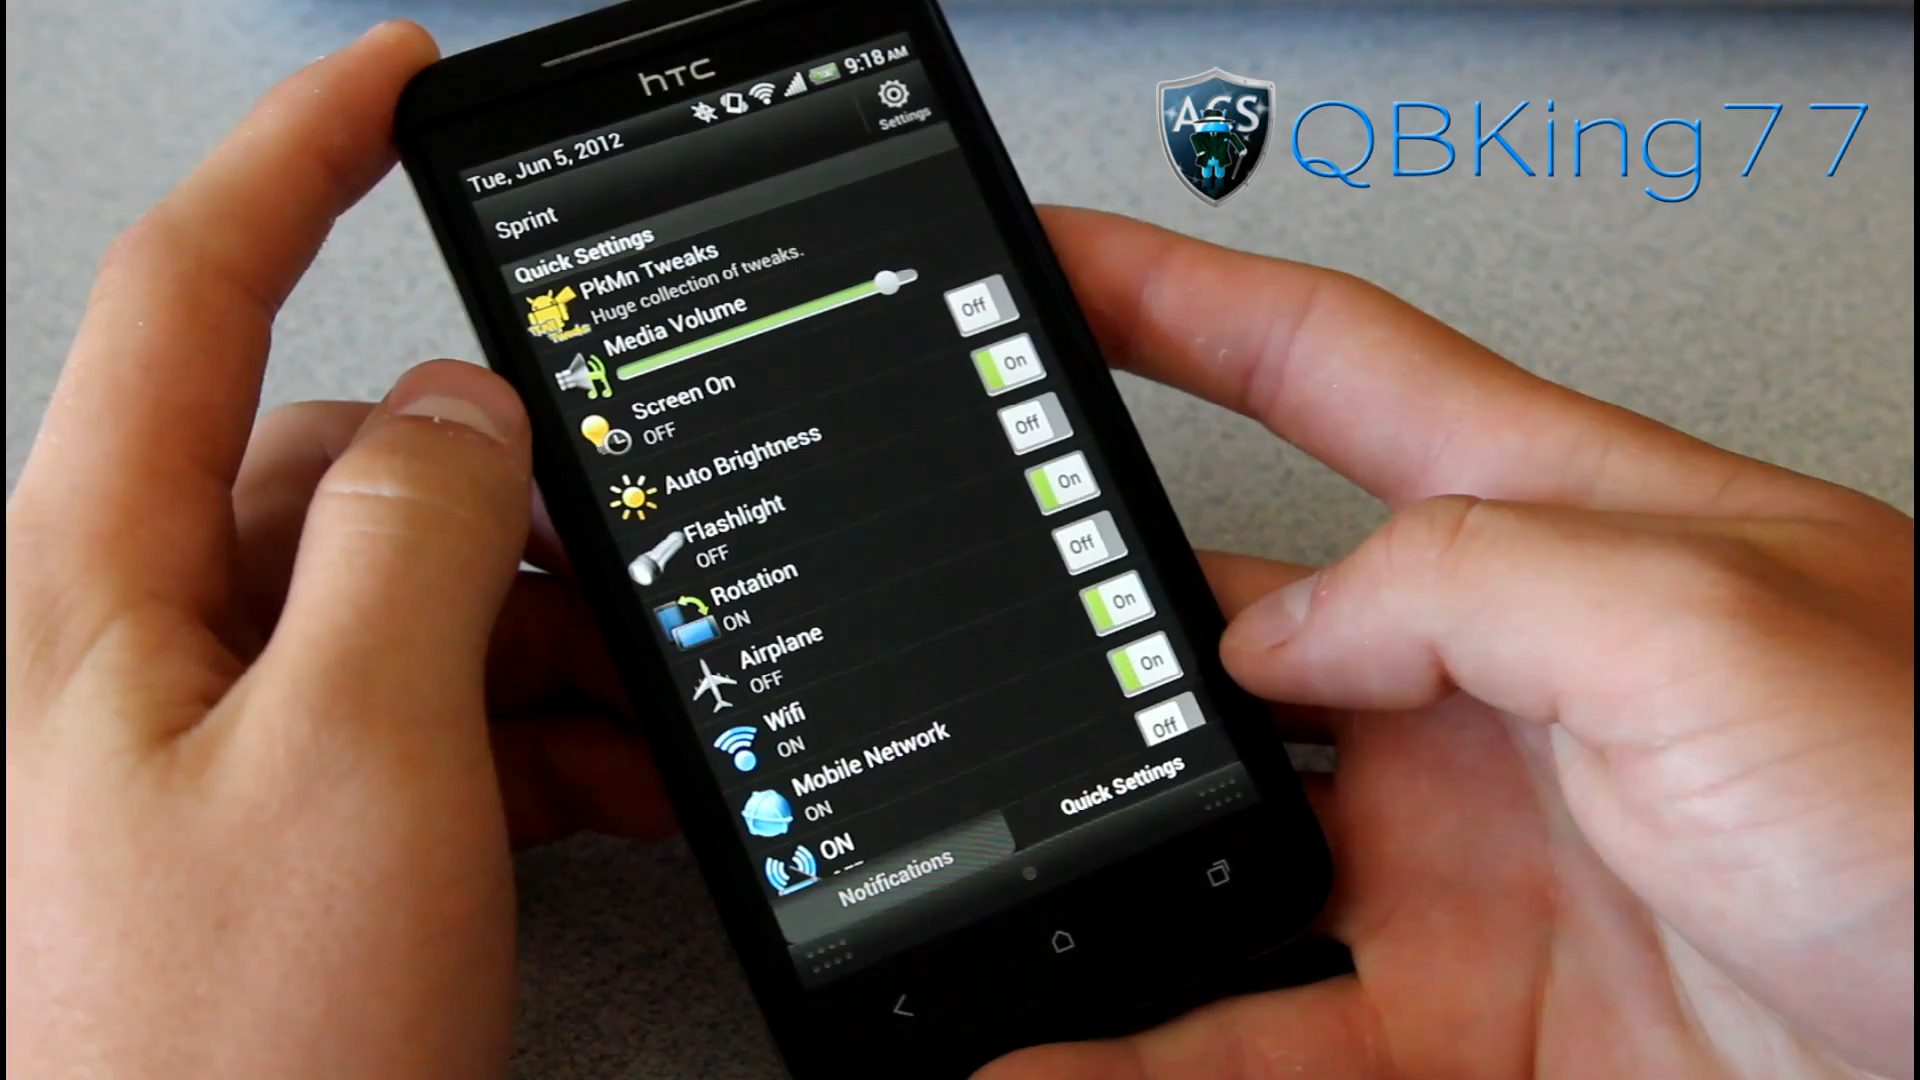 hTC
9:18 AM
Tue, Jun 5, 2012
Settings
Sprint
Quick Settings
PkMn Tweaks
Huge collection of tweaks.
Media Volume
Screen On
OFF
Off
Auto Brightness
On
Flashlight
OFF
Off
Rotation
ON
On
Airplane
OFF
Off
Wifi
ON
On
Mobile Network
ON
On
ON
Off
Notifications
Quick Settings
ACS
QBKing77